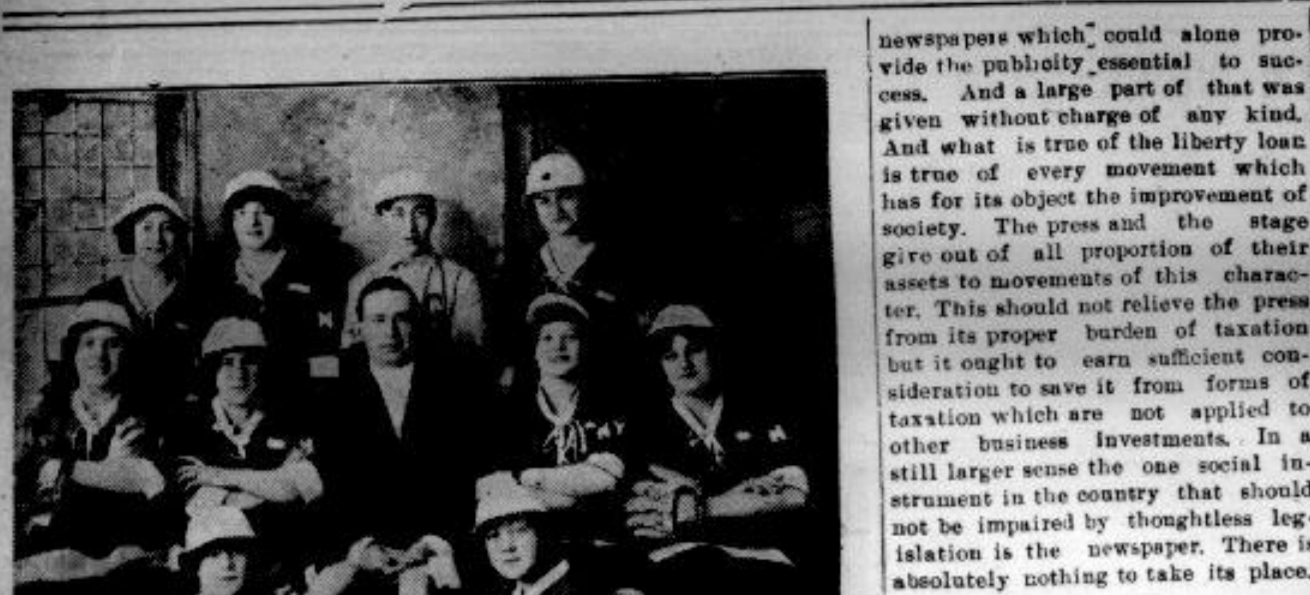 newspapers which could alone pro-
vide the publicity essential to suc-
cess. And a large part of that was
given without charge of any kind.
And what is true of the liberty loan
is true of every movement which
has for its object the improvement of
society. The press and the stage
give out of all proportion of their
assets to movements of this charac-
ter. This should not relieve the press
from its proper burden of taxation
but it ought to earn sufficient con-
sideration to save it from forms of
taxation which are not applied to
other business investments. In a
still larger sense the one social in-
strument in the country that should
not be impaired by thoughtless leg-
islation is the newspaper. There is
absolutely nothing to take its place.